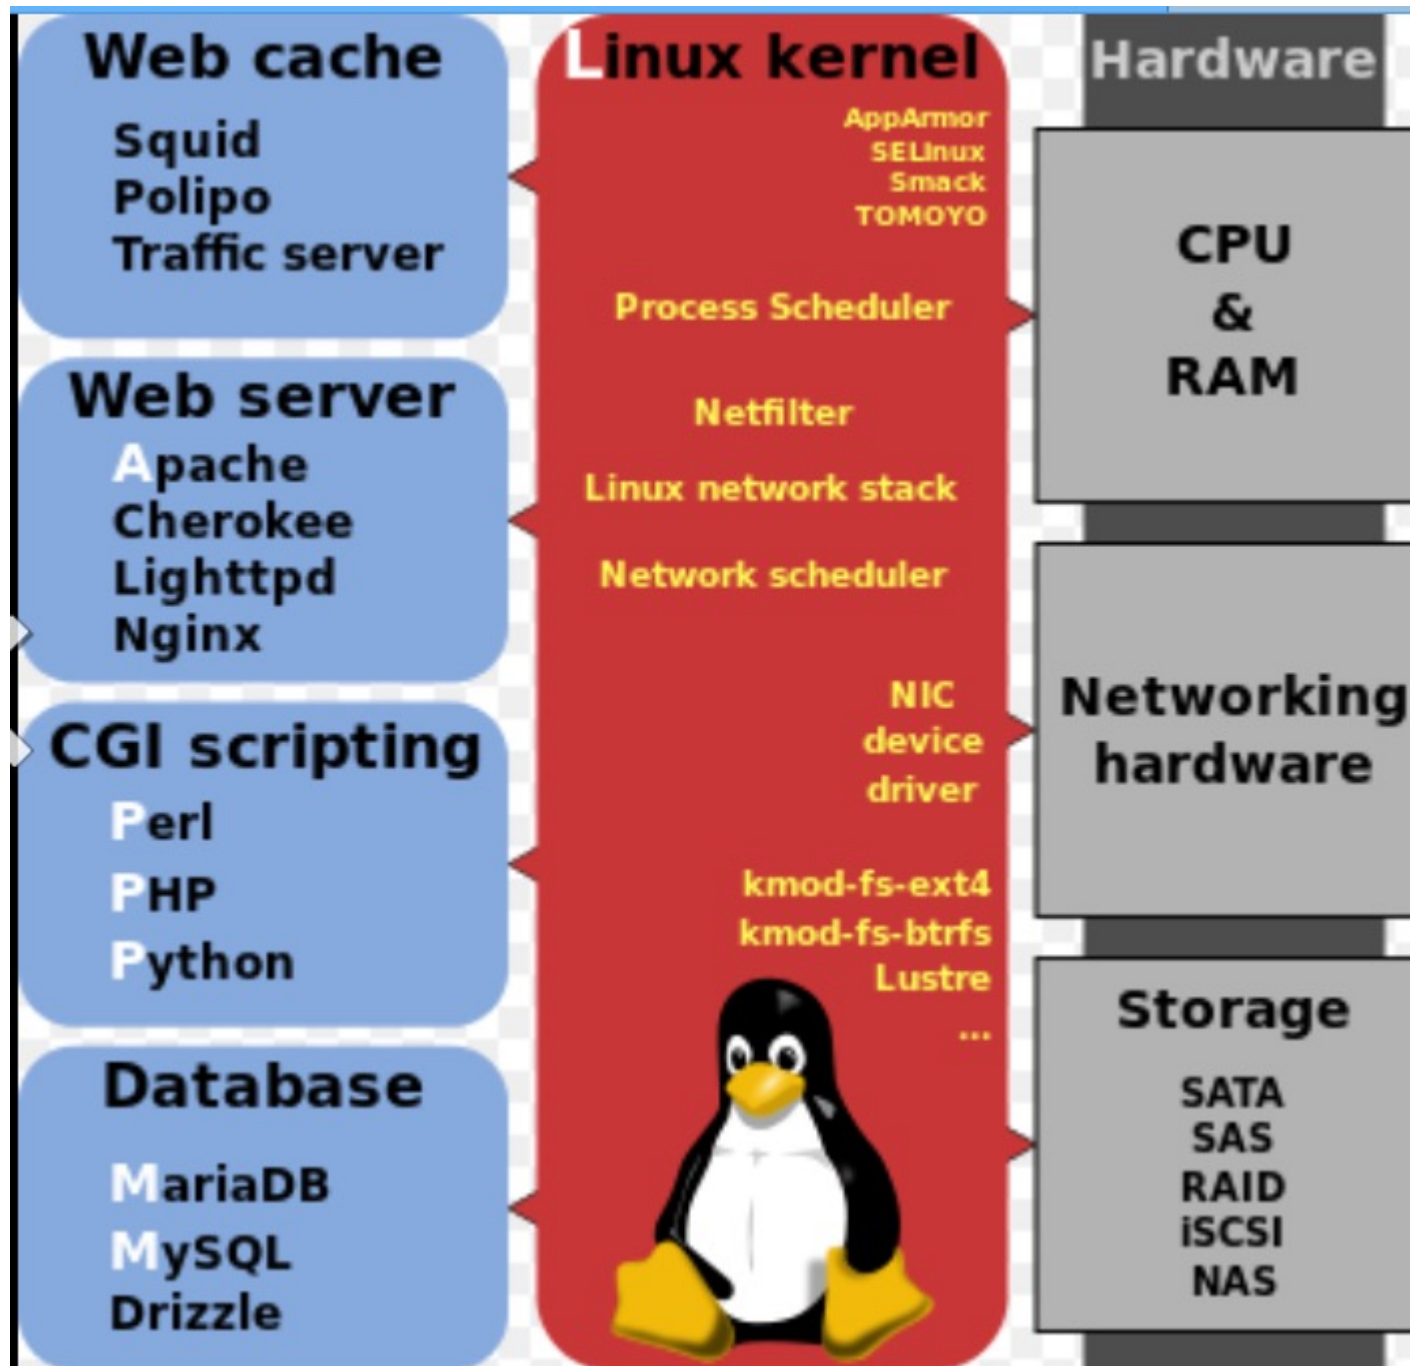 Web cache
Squid
Polipo
Traffic server
Web server
Apache
Cherokee
Lighttpd
Nginx
CGI scripting
Perl
PHP
Python
Database
MariaDB
MySQL
Drizzle
Linux kernel
AppArmor
SELinux
Smack
TOMOYO
Process Scheduler
Netfilter
Linux network stack
Network scheduler
NIC
device
driver
kmod-fs-ext4
kmod-fs-btrfs
Lustre
...
Hardware
CPU
&
RAM
Networking
hardware
Storage
SATA
SAS
RAID
iSCSI
NAS